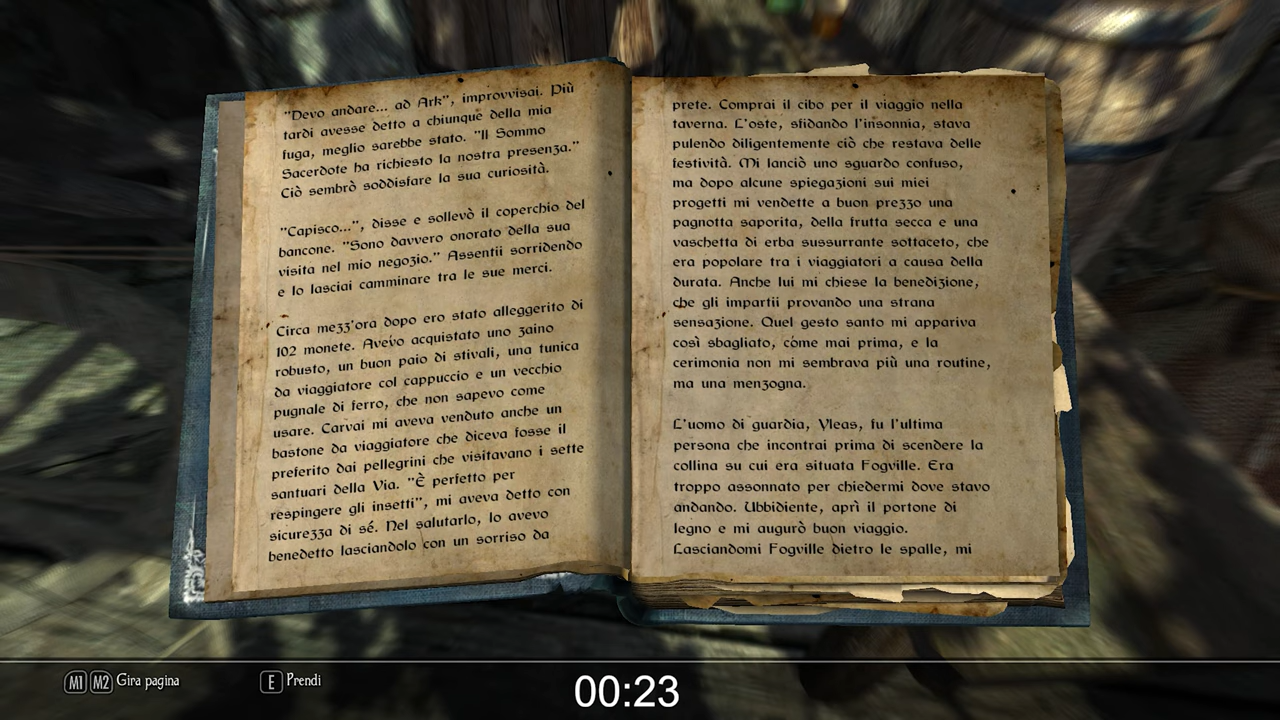 "Devo andare... ad Ark", improvvisai. Più
tardi avesse detto a chiunque della mia
fuga, meglio sarebbe stato. "Il Sommo
Sacerdote ha richiesto la nostra presenza."
Ciò sembrò soddisfare la sua curiosità.
"Capisco...", disse e sollevò il coperchio del
bancone. "Sono davvero onorato della sua
visita nel mio negozio." Assentii sorridendo
e lo lasciai camminare tra le sue merci.
Circa mezz'ora dopo ero stato alleggerito di
102 monete. Avevo acquistato uno zaino
robusto, un buon paio di stivali, una tunica
da viaggiatore col cappuccio e un vecchio
pugnale di ferro, che non sapevo come
usare. Carvai mi aveva venduto anche un
bastone da viaggiatore che diceva fosse il
preferito dai pellegrini che visitavano i sette
santuari della Via. "È perfetto per
respingere gli insetti", mi aveva detto con
sicurezza di sé. Nel salutarlo, lo avevo
benedetto lasciandolo con un sorriso da
prete. Comprai il cibo per il viaggio nella
taverna. L'oste, sfidando l'insonnia, stava
pulendo diligentemente ciò che restava delle
festività. Mi lanciò uno sguardo confuso,
ma dopo alcune spiegazioni sui miei
progetti mi vendette a buon prezzo una
pagnotta saporita, della frutta secca e una
vaschetta di erba sussurrante sottaceto, che
era popolare tra i viaggiatori a causa della
durata. Anche lui mi chiese la benedizione,
che gli impartii provando una strana
sensazione. Quel gesto santo mi appariva
così sbagliato, come mai prima, e la
cerimonia non mi sembrava più una routine,
ma una menzogna.
L'uomo di guardia, Yleas, fu l'ultima
persona che incontrai prima di scendere la
collina su cui era situata Fogville. Era
troppo assonnato per chiedermi dove stavo
andando. Ubbidiente, aprì il portone di
legno e mi augurò buon viaggio.
Lasciandomi Fogville dietro le spalle, mi
M1 M2 Gira pagina
E Prendi
00:23